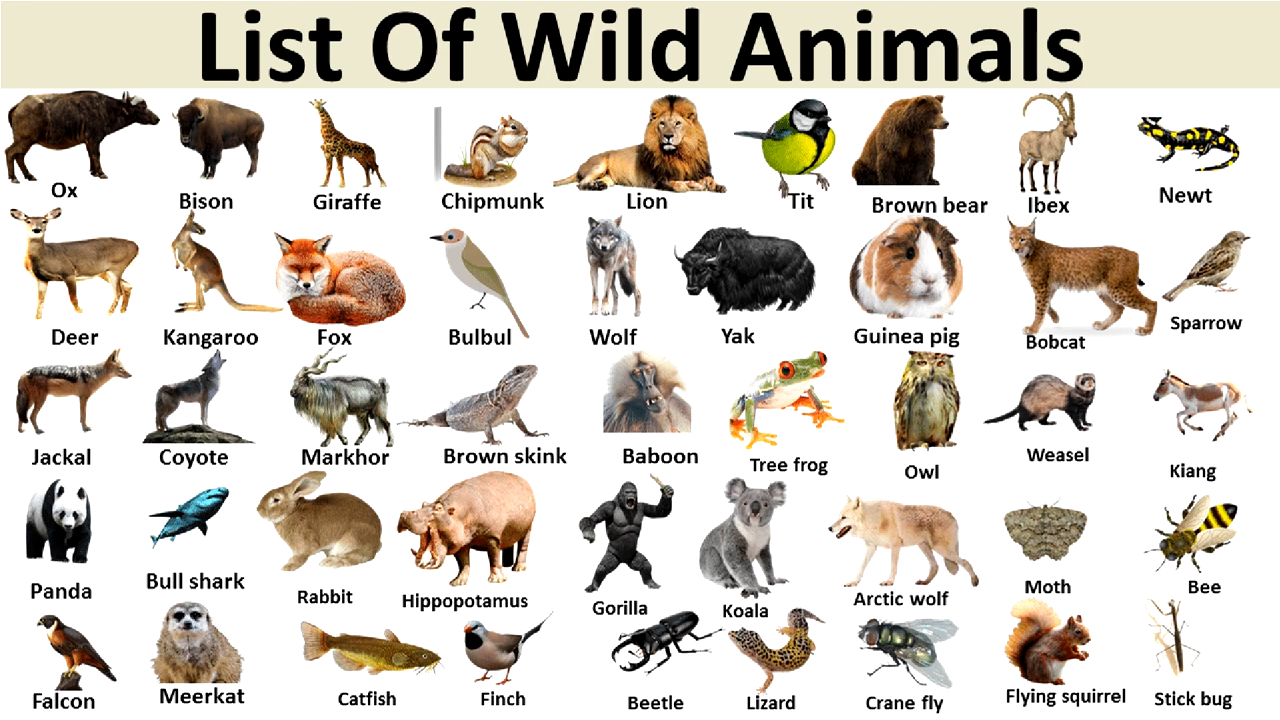 List Of Wild Animals
Ox
Bison
Giraffe
Chipmunk
Lion
Tit
Brown bear
Ibex
Newt
Deer
Kangaroo
Fox
Bulbul
Wolf
Yak
Guinea pig
Bobcat
Sparrow
Jackal
Coyote
Markhor
Brown skink
Baboon
Tree frog
Owl
Weasel
Kiang
Panda
Bull shark
Rabbit
Hippopotamus
Gorilla
Koala
Arctic wolf
Moth
Bee
Falcon
Meerkat
Catfish
Finch
Beetle
Lizard
Crane fly
Flying squirrel
Stick bug